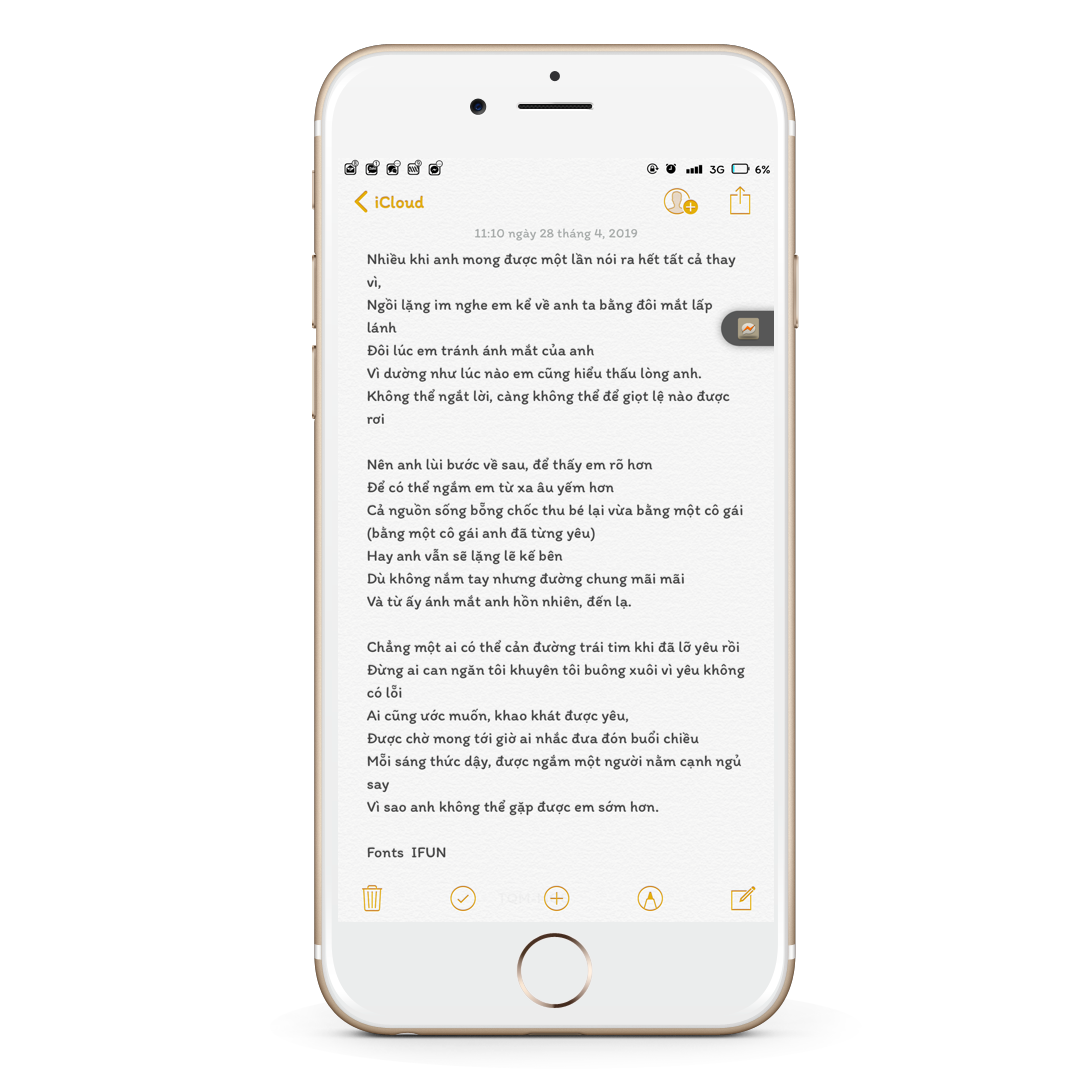 3G 6%
iCloud
11:10 ngày 28 tháng 4, 2019
Nhiều khi anh mong được một lần nói ra hết tất cả thay
vì,
Ngồi lặng im nghe em kể về anh ta bằng đôi mắt lấp
lánh
Đôi lúc em tránh ánh mắt của anh
Vì dường như lúc nào em cũng hiểu thấu lòng anh.
Không thể ngắt lời, càng không thể để giọt lệ nào được
rơi
Nên anh lùi bước về sau, để thấy em rõ hơn
Để có thể ngắm em từ xa âu yếm hơn
Cả nguồn sống bỗng chốc thu bé lại vừa bằng một cô gái
(bằng một cô gái anh đã từng yêu)
Hay anh vẫn sẽ lặng lẽ kế bên
Dù không nắm tay nhưng đường chung mãi mãi
Và từ ấy ánh mắt anh hồn nhiên, đến lạ.
Chẳng một ai có thể cản đường trái tim khi đã lỡ yêu rồi
Đừng ai can ngăn tôi khuyên tôi buông xuôi vì yêu không
có lỗi
Ai cũng ước muốn, khao khát được yêu,
Được chờ mong tới giờ ai nhắc đưa đón buổi chiều
Mỗi sáng thức dậy, được ngắm một người nằm cạnh ngủ
say
Vì sao anh không thể gặp được em sớm hơn.
Fonts IFUN